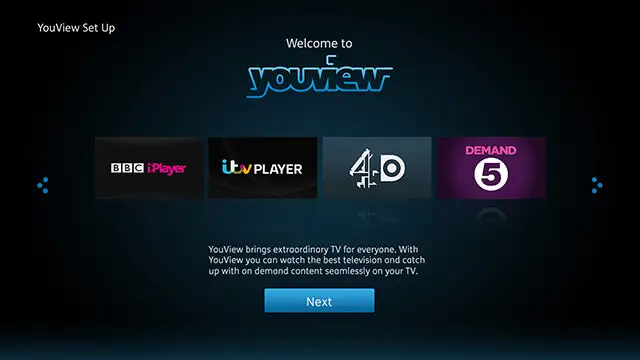 YouView Set Up
Welcome to
youview
BBC iPlayer
itv PLAYER
4oD
DEMAND
5
YouView brings extraordinary TV for everyone. With
YouView you can watch the best television and catch
up with on demand content seamlessly on your TV.
Next